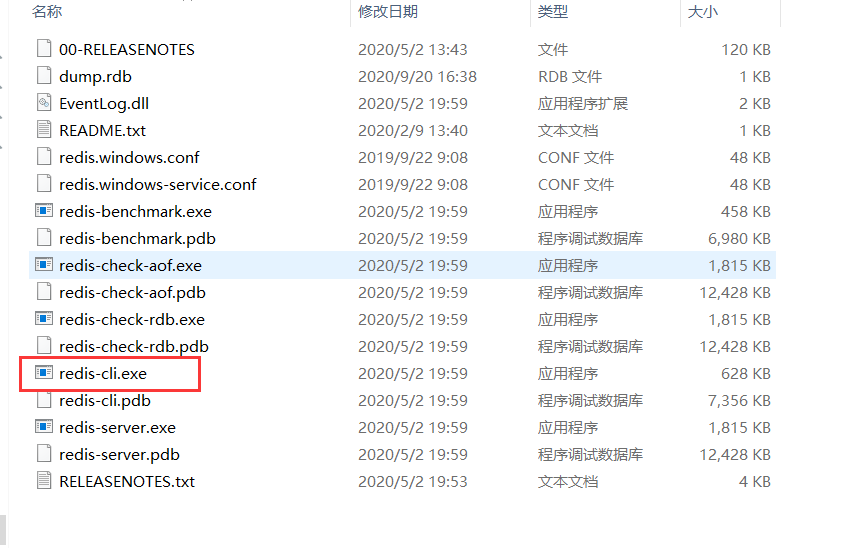 名称 修改日期 类型 大小
00-RELEASENOTES 2020/5/2 13:43 文件 120 KB
dump.rdb 2020/9/20 16:38 RDB 文件 1 KB
EventLog.dll 2020/5/2 19:59 应用程序扩展 2 KB
README.txt 2020/2/9 13:40 文本文档 1 KB
redis.windows.conf 2019/9/22 9:08 CONF 文件 48 KB
redis.windows-service.conf 2019/9/22 9:08 CONF 文件 48 KB
redis-benchmark.exe 2020/5/2 19:59 应用程序 458 KB
redis-benchmark.pdb 2020/5/2 19:59 程序调试数据库 6,980 KB
redis-check-aof.exe 2020/5/2 19:59 应用程序 1,815 KB
redis-check-aof.pdb 2020/5/2 19:59 程序调试数据库 12,428 KB
redis-check-rdb.exe 2020/5/2 19:59 应用程序 1,815 KB
redis-check-rdb.pdb 2020/5/2 19:59 程序调试数据库 12,428 KB
redis-cli.exe 2020/5/2 19:59 应用程序 628 KB
redis-cli.pdb 2020/5/2 19:59 程序调试数据库 7,356 KB
redis-server.exe 2020/5/2 19:59 应用程序 1,815 KB
redis-server.pdb 2020/5/2 19:59 程序调试数据库 12,428 KB
RELEASENOTES.txt 2020/5/2 19:53 文本文档 4 KB